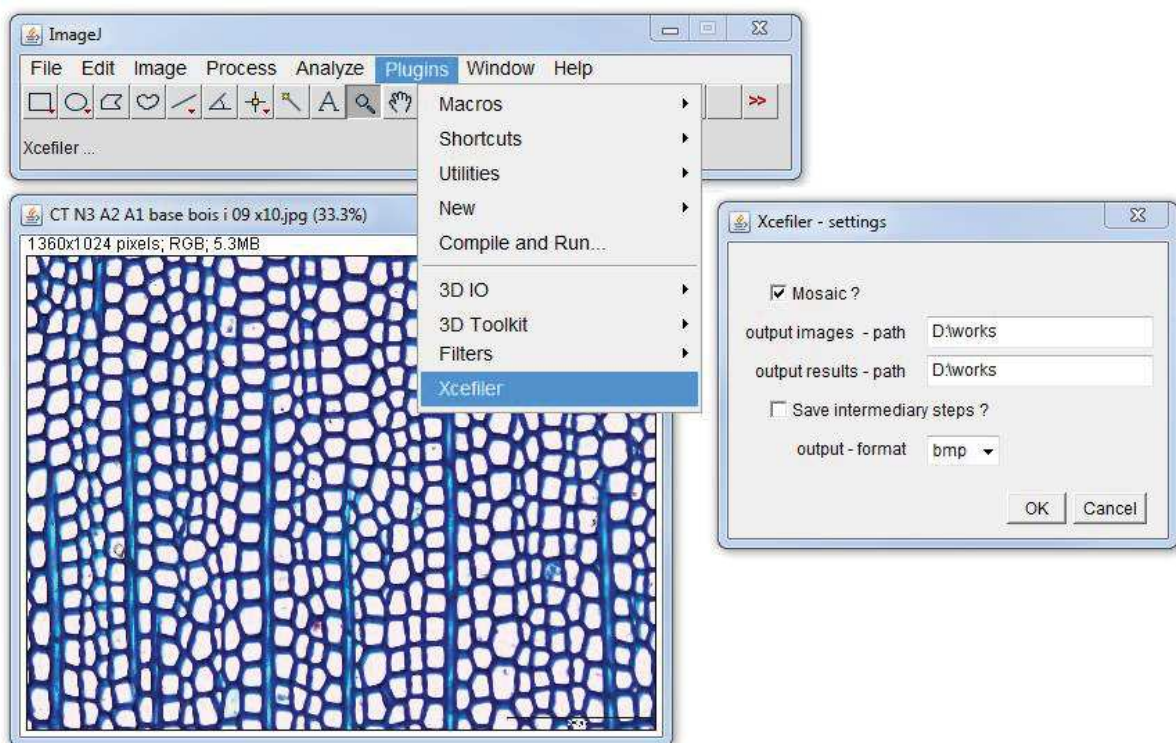 ImageJ
File Edit Image Process Analyze Plugins Window Help
A >>
Xcefiler ...
Macros
Shortcuts
Utilities
New
Compile and Run...
3D IO
3D Toolkit
Filters
Xcefiler
CT N3 A2 A1 base bois i 09 x10.jpg (33.3%)
1360x1024 pixels; RGB; 5.3MB
Xcefiler - settings
Mosaic ?
output images - path D:\works
output results - path D:\works
Save intermediary steps ?
output - format bmp
OK Cancel